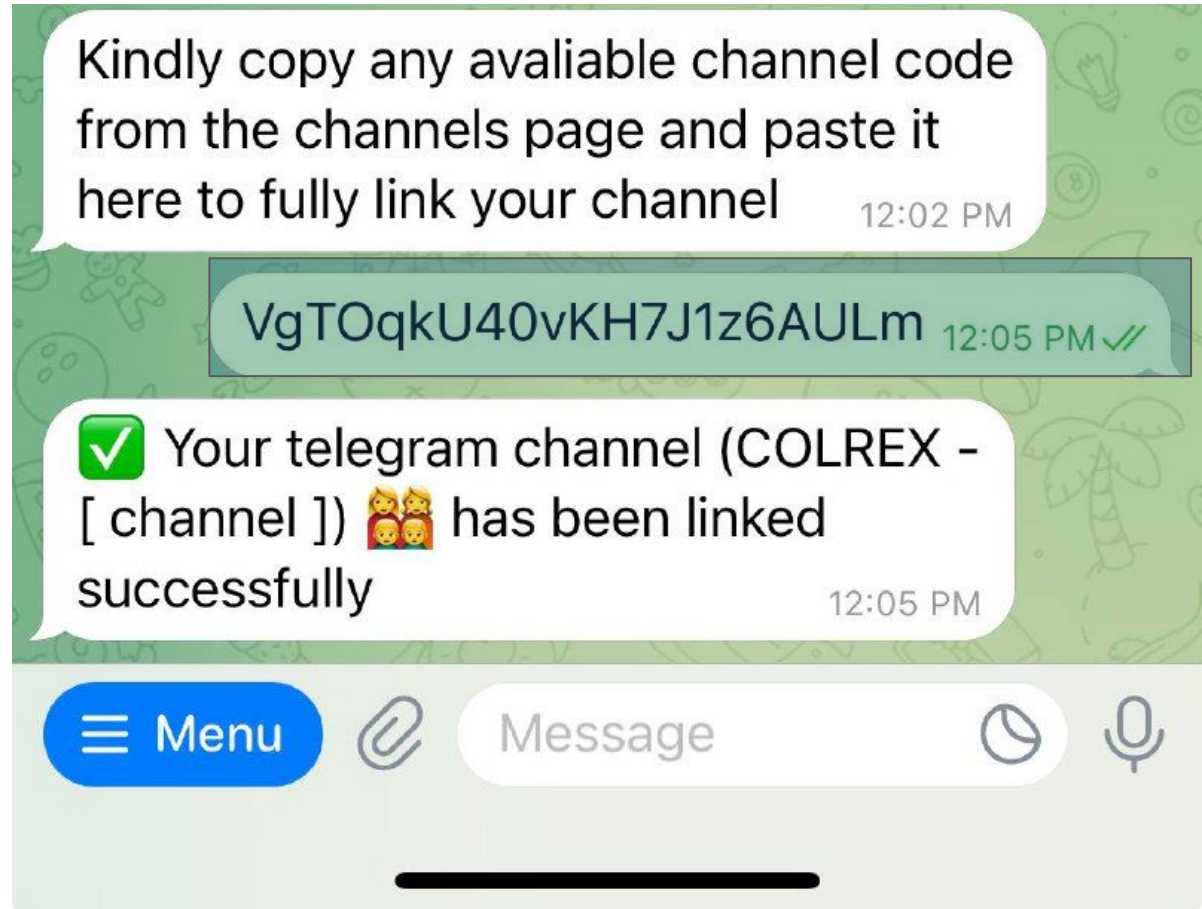 Kindly copy any avaliable channel code
from the channels page and paste it
here to fully link your channel 12:02 PM
VgTOqkU40vKH7J1z6AULm 12:05 PM
✅ Your telegram channel (COLREX -
[ channel ]) 👩‍👩‍👦‍👦 has been linked
successfully 12:05 PM
Menu Message